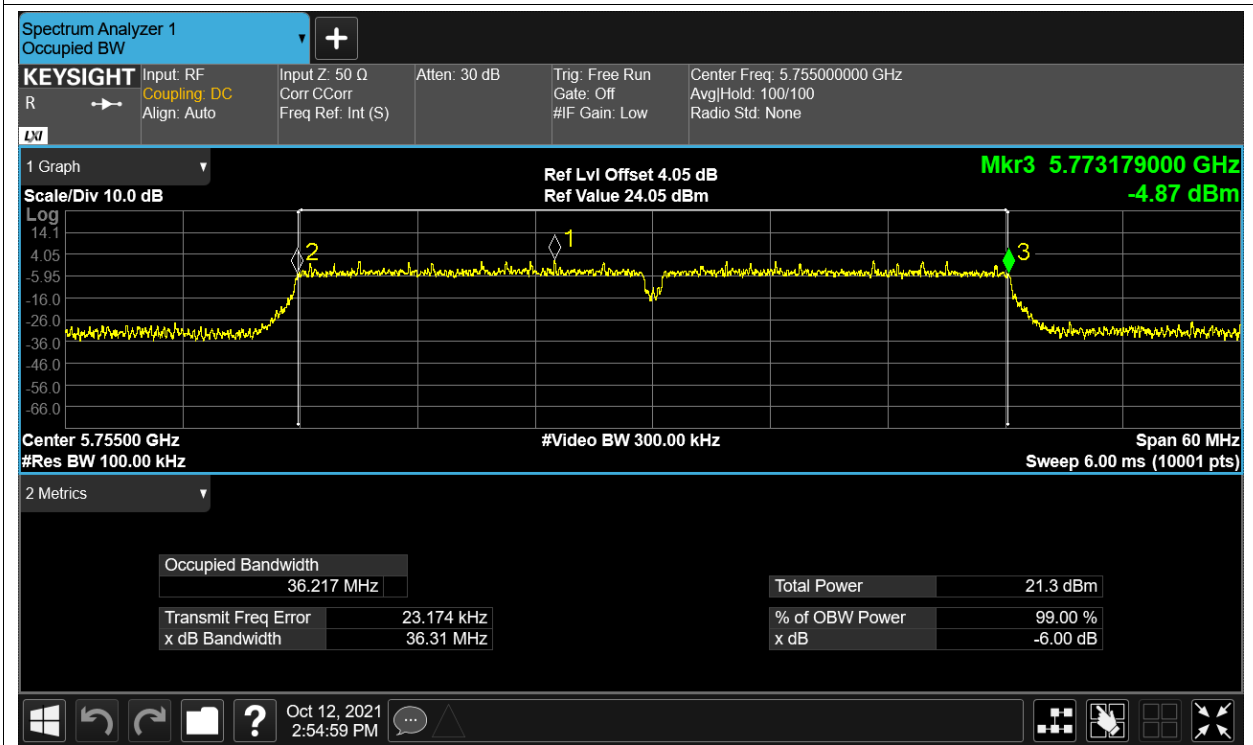 Spectrum Analyzer 1
Occupied BW
+
KEYSIGHT
R
LXI
Input: RF
Coupling: DC
Align: Auto
Input Z: 50 Ω
Corr CCorr
Freq Ref: Int (S)
Atten: 30 dB
Trig: Free Run
Gate: Off
#IF Gain: Low
Center Freq: 5.755000000 GHz
Avg|Hold: 100/100
Radio Std: None
1 Graph
Scale/Div 10.0 dB
Ref Lvl Offset 4.05 dB
Ref Value 24.05 dBm
Mkr3 5.773179000 GHz
-4.87 dBm
Log
14.1
4.05
-5.95
-16.0
-26.0
-36.0
-46.0
-56.0
-66.0
2
1
3
Center 5.75500 GHz
#Video BW 300.00 kHz
Span 60 MHz
#Res BW 100.00 kHz
Sweep 6.00 ms (10001 pts)
2 Metrics
Occupied Bandwidth
36.217 MHz
Total Power 21.3 dBm
Transmit Freq Error 23.174 kHz
% of OBW Power 99.00 %
x dB Bandwidth 36.31 MHz
x dB -6.00 dB
?
Oct 12, 2021
2:54:59 PM